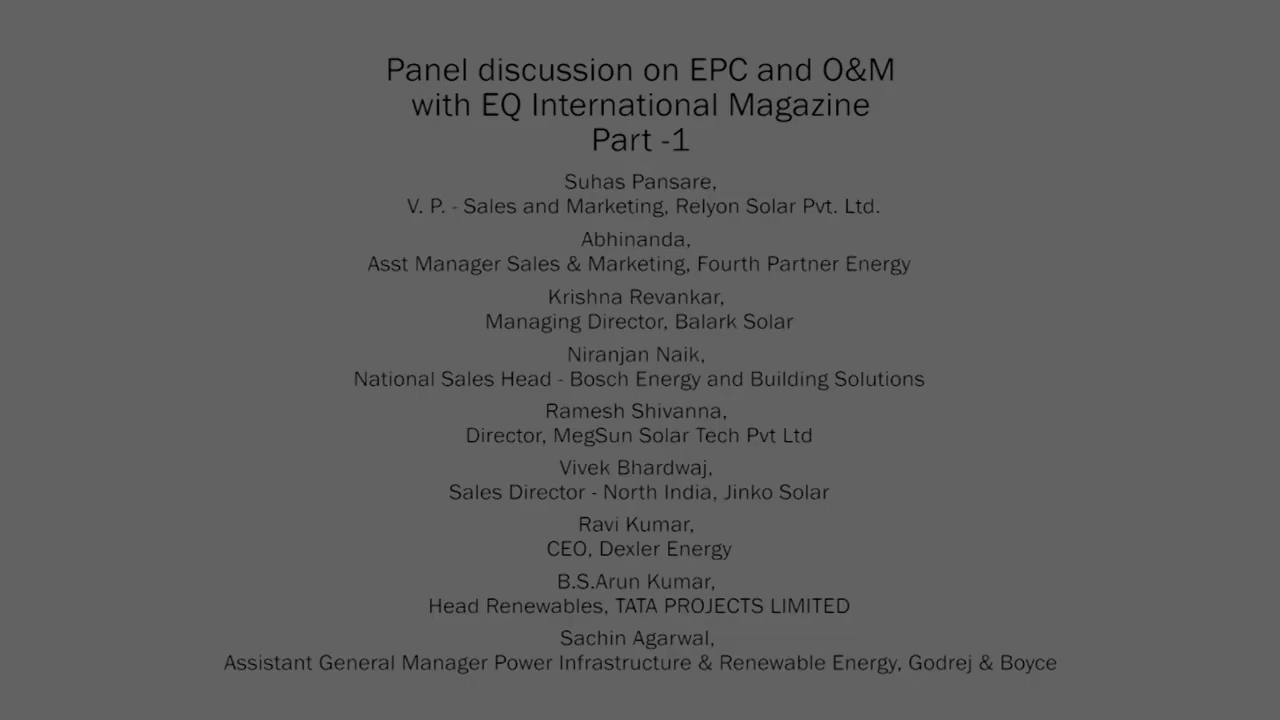 Panel discussion on EPC and O&M
with EQ International Magazine
Part -1
Suhas Pansare,
V. P. - Sales and Marketing, Relyon Solar Pvt. Ltd.
Abhinanda,
Asst Manager Sales & Marketing, Fourth Partner Energy
Krishna Revankar,
Managing Director, Balark Solar
Niranjan Naik,
National Sales Head - Bosch Energy and Building Solutions
Ramesh Shivanna,
Director, MegSun Solar Tech Pvt Ltd
Vivek Bhardwaj,
Sales Director - North India, Jinko Solar
Ravi Kumar,
CEO, Dexler Energy
B.S.Arun Kumar,
Head Renewables, TATA PROJECTS LIMITED
Sachin Agarwal,
Assistant General Manager Power Infrastructure & Renewable Energy, Godrej & Boyce